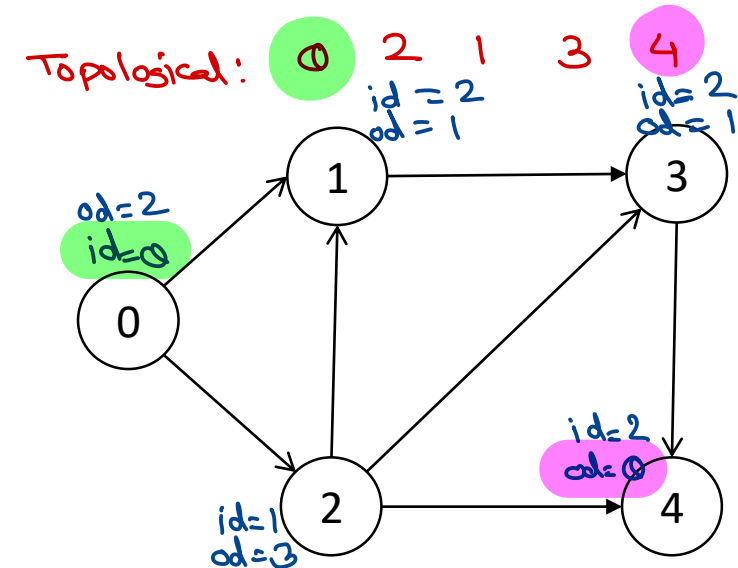 Topological: 0 2 1 3 4
id=2
od=1
id=2
od=1
1
3
od=2
id=0
0
id=2
od=0
2
4
id=1
od=3